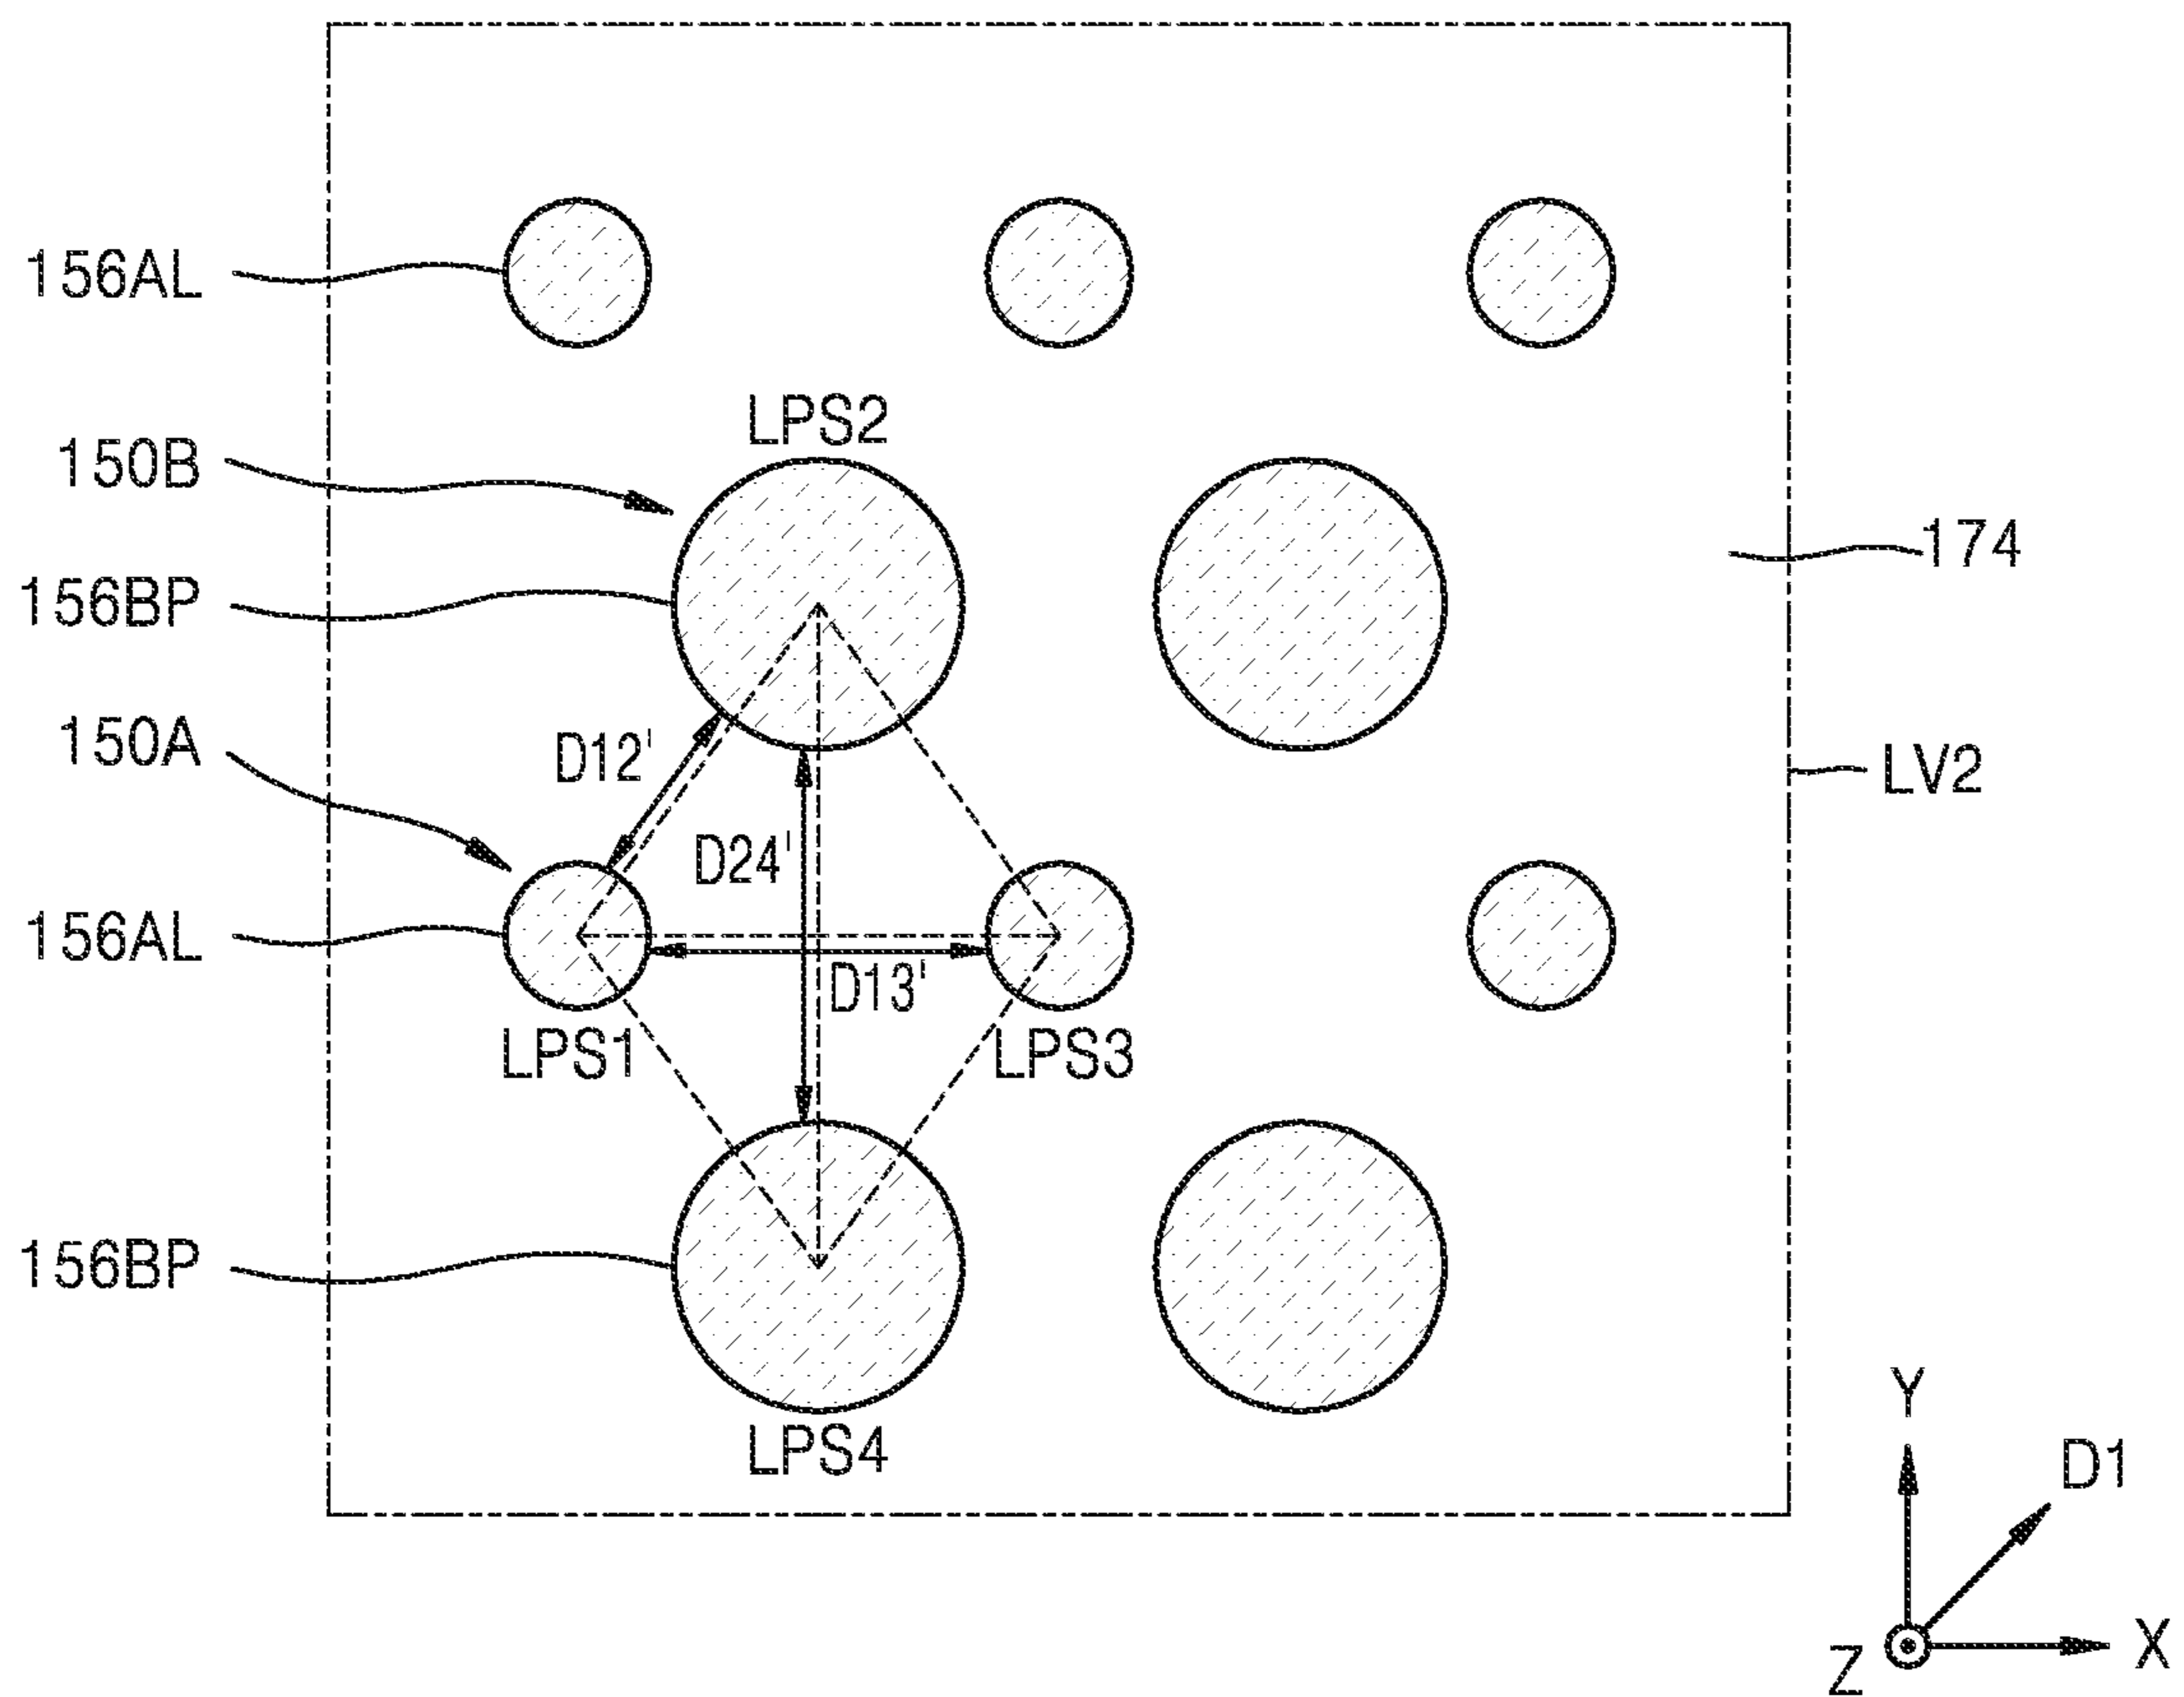 156AL
LPS2
150B
174
156BP
150A
D12'
LV2
D24'
156AL
D13'
LPS1
LPS3
156BP
LPS4
Y
D1
Z
X